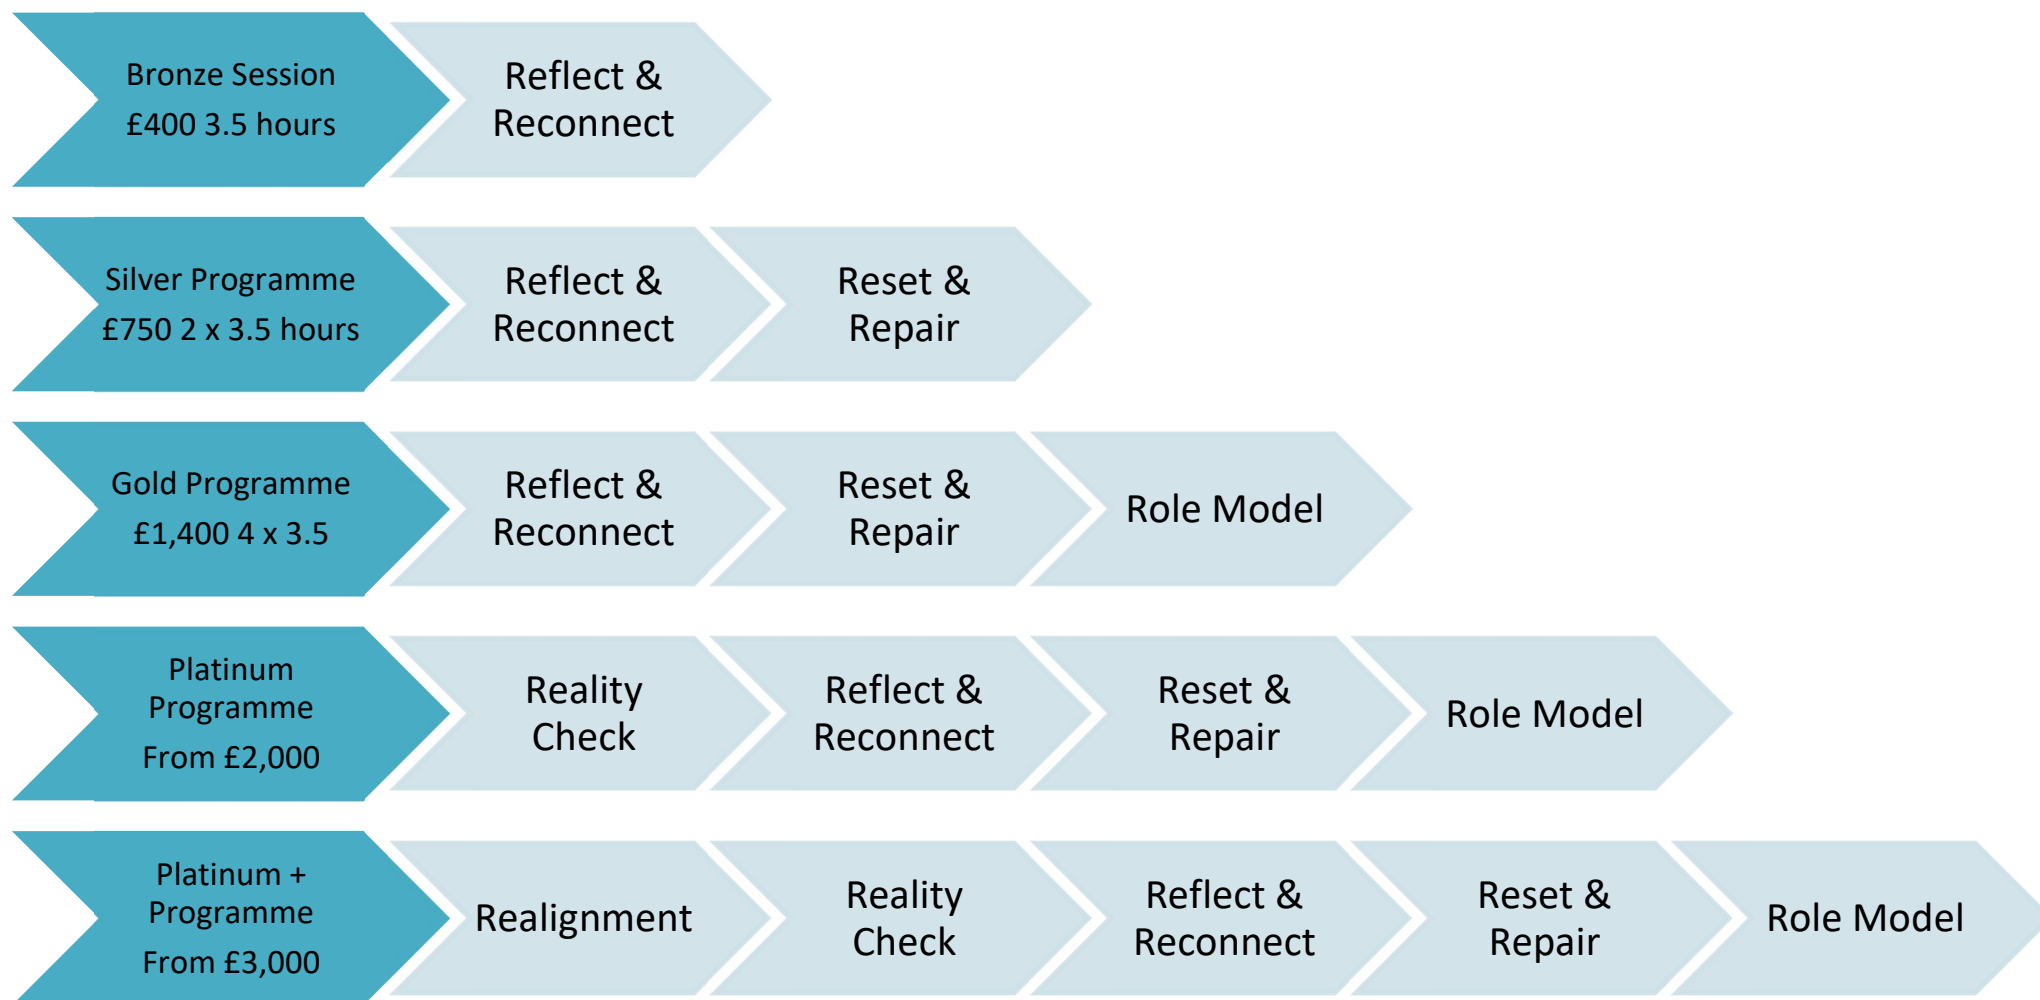 Bronze Session
£400 3.5 hours
Reflect &
Reconnect
Silver Programme
£750 2 x 3.5 hours
Reflect &
Reconnect
Reset &
Repair
Gold Programme
£1,400 4 x 3.5
Reflect &
Reconnect
Reset &
Repair
Role Model
Platinum
Programme
From £2,000
Reality
Check
Reflect &
Reconnect
Reset &
Repair
Role Model
Platinum +
Programme
From £3,000
Realignment
Reality
Check
Reflect &
Reconnect
Reset &
Repair
Role Model